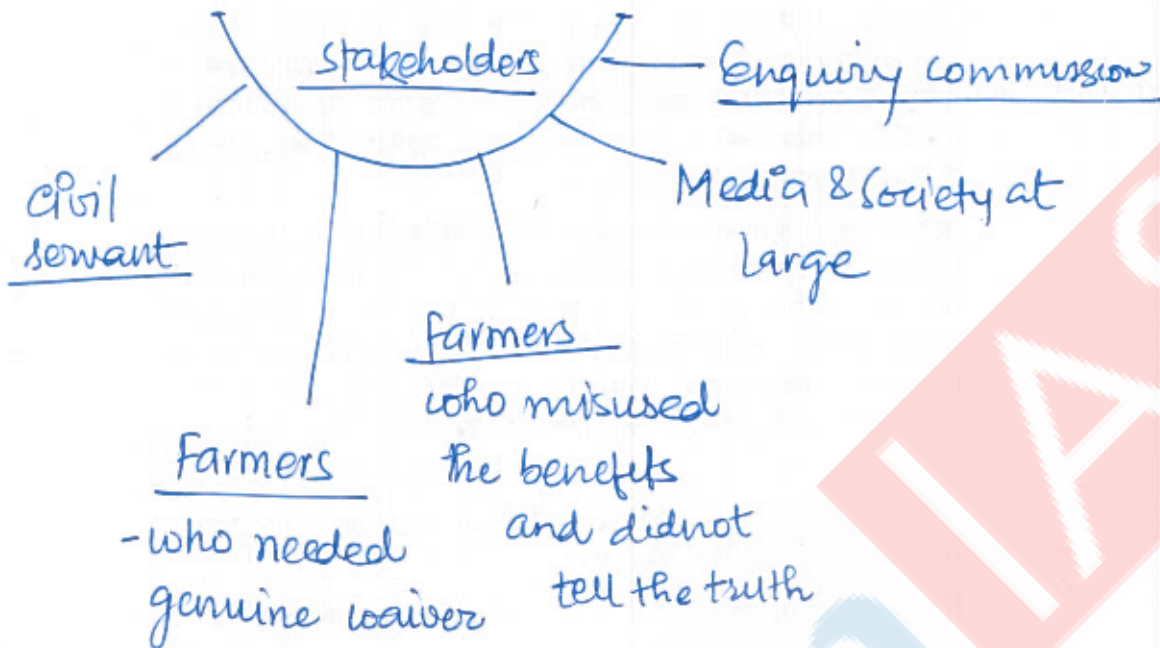 stakeholders
Enquiry commission
Civil
servant
Media & Society at
large
Farmers
- who needed
genuine waiver
Farmers
who misused
the benefits
and didnot
tell the truth
IAS